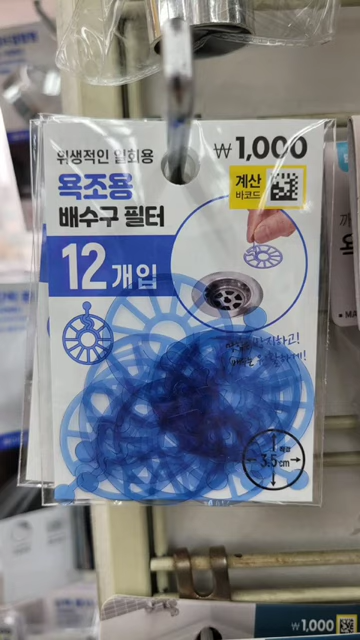 위생적인 일회용
₩1,000
욕조용
배수구 필터
계산
바코드
12개입
3.5cm
₩1,000